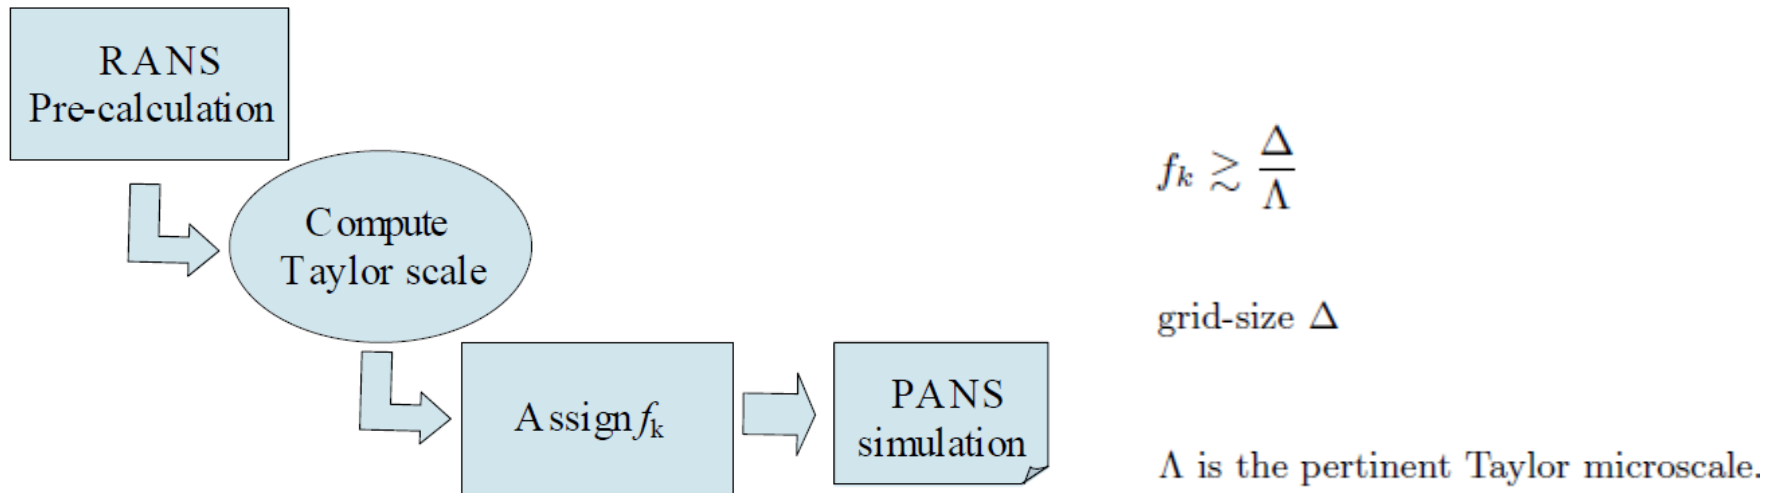 RANS
Pre-calculation
Compute
Taylor scale
Assign fk
PANS
simulation
fk ≳ Δ/Λ
grid-size Δ
Λ is the pertinent Taylor microscale.